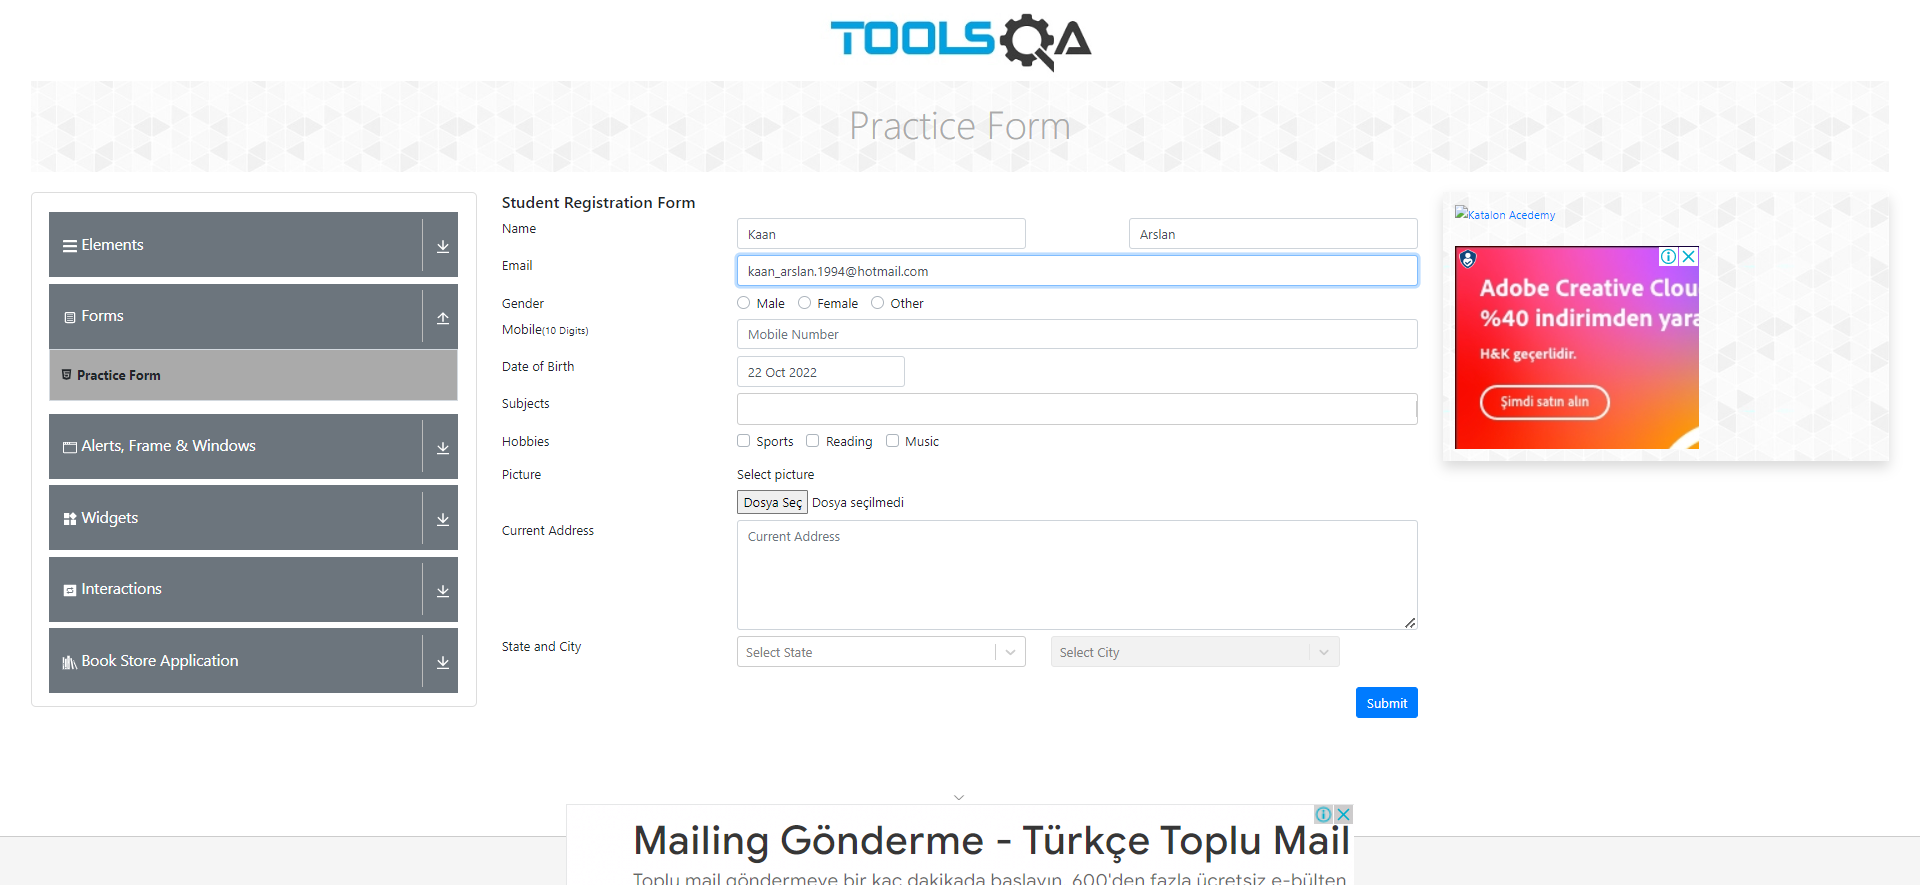 TOOLSQA
Practice Form
Elements
Forms
Practice Form
Alerts, Frame & Windows
Widgets
Interactions
Book Store Application
Student Registration Form
Name
Kaan
Arslan
Email
kaan_arslan.1994@hotmail.com
Gender
Male
Female
Other
Mobile(10 Digits)
Mobile Number
Date of Birth
22 Oct 2022
Subjects
Hobbies
Sports
Reading
Music
Picture
Select picture
Dosya Seç Dosya seçilmedi
Current Address
Current Address
State and City
Select State
Select City
Submit
Katalon Acedemy
Adobe Creative Clou
%40 indirimden yara
H&K geçerlidir.
Şimdi satın alın
Mailing Gönderme - Türkçe Toplu Mail
Toplu mail göndermeye bir kaç dakikada başlayın. 600'den fazla ücretsiz e-bülten